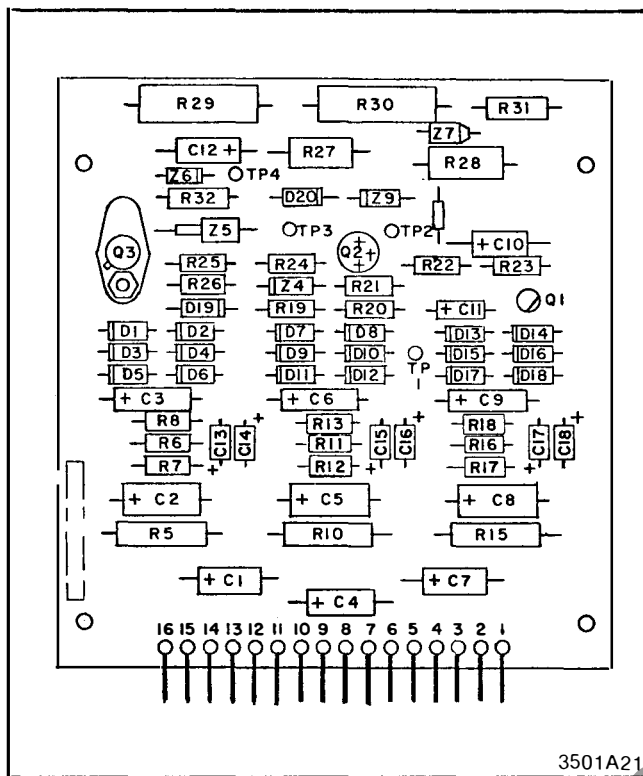 R29 R30 R31
Z7
C12 + R27 R28
Z6 TP4
R32 D20 Z9
Z5 TP3 Q2 TP2 + C10
Q3
R25 R24 R22 R23
R26 Z4 R21
D19 R19 R20 + C11 Q1
D1 D2 D7 D8 D13 D14
D3 D4 D9 D10 D15 D16
TP
1
D5 D6 D11 D12 D17 D18
+ C3 + C6 + C9
R8 R13 R18
R6 C13 C14 + R11 C15 C16 + R16 C17 C18 +
R7 + R12 + R17 +
+ C2 + C5 + C8
R5 R10 R15
+ C1 + C7
+ C4
16 15 14 13 12 11 10 9 8 7 6 5 4 3 2 1
3501A21